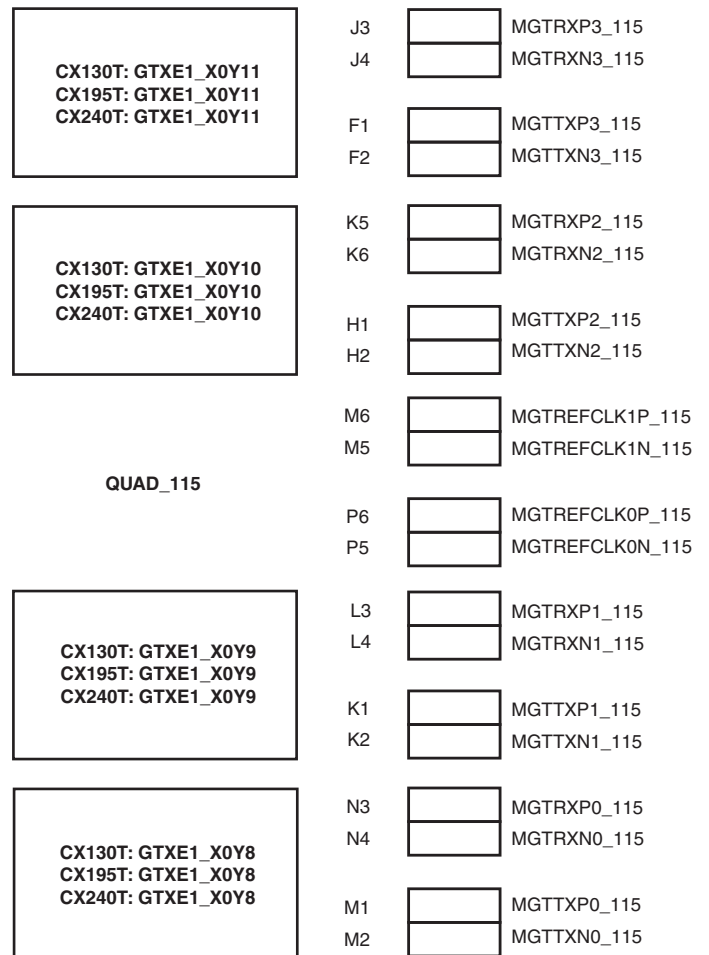 J3 MGTRXP3_115
J4 MGTRXN3_115
CX130T: GTXE1_X0Y11
CX195T: GTXE1_X0Y11
CX240T: GTXE1_X0Y11
F1 MGTTXP3_115
F2 MGTTXN3_115
K5 MGTRXP2_115
K6 MGTRXN2_115
CX130T: GTXE1_X0Y10
CX195T: GTXE1_X0Y10
CX240T: GTXE1_X0Y10
H1 MGTTXP2_115
H2 MGTTXN2_115
M6 MGTREFCLK1P_115
M5 MGTREFCLK1N_115
QUAD_115
P6 MGTREFCLK0P_115
P5 MGTREFCLK0N_115
L3 MGTRXP1_115
L4 MGTRXN1_115
CX130T: GTXE1_X0Y9
CX195T: GTXE1_X0Y9
CX240T: GTXE1_X0Y9
K1 MGTTXP1_115
K2 MGTTXN1_115
N3 MGTRXP0_115
N4 MGTRXN0_115
CX130T: GTXE1_X0Y8
CX195T: GTXE1_X0Y8
CX240T: GTXE1_X0Y8
M1 MGTTXP0_115
M2 MGTTXN0_115